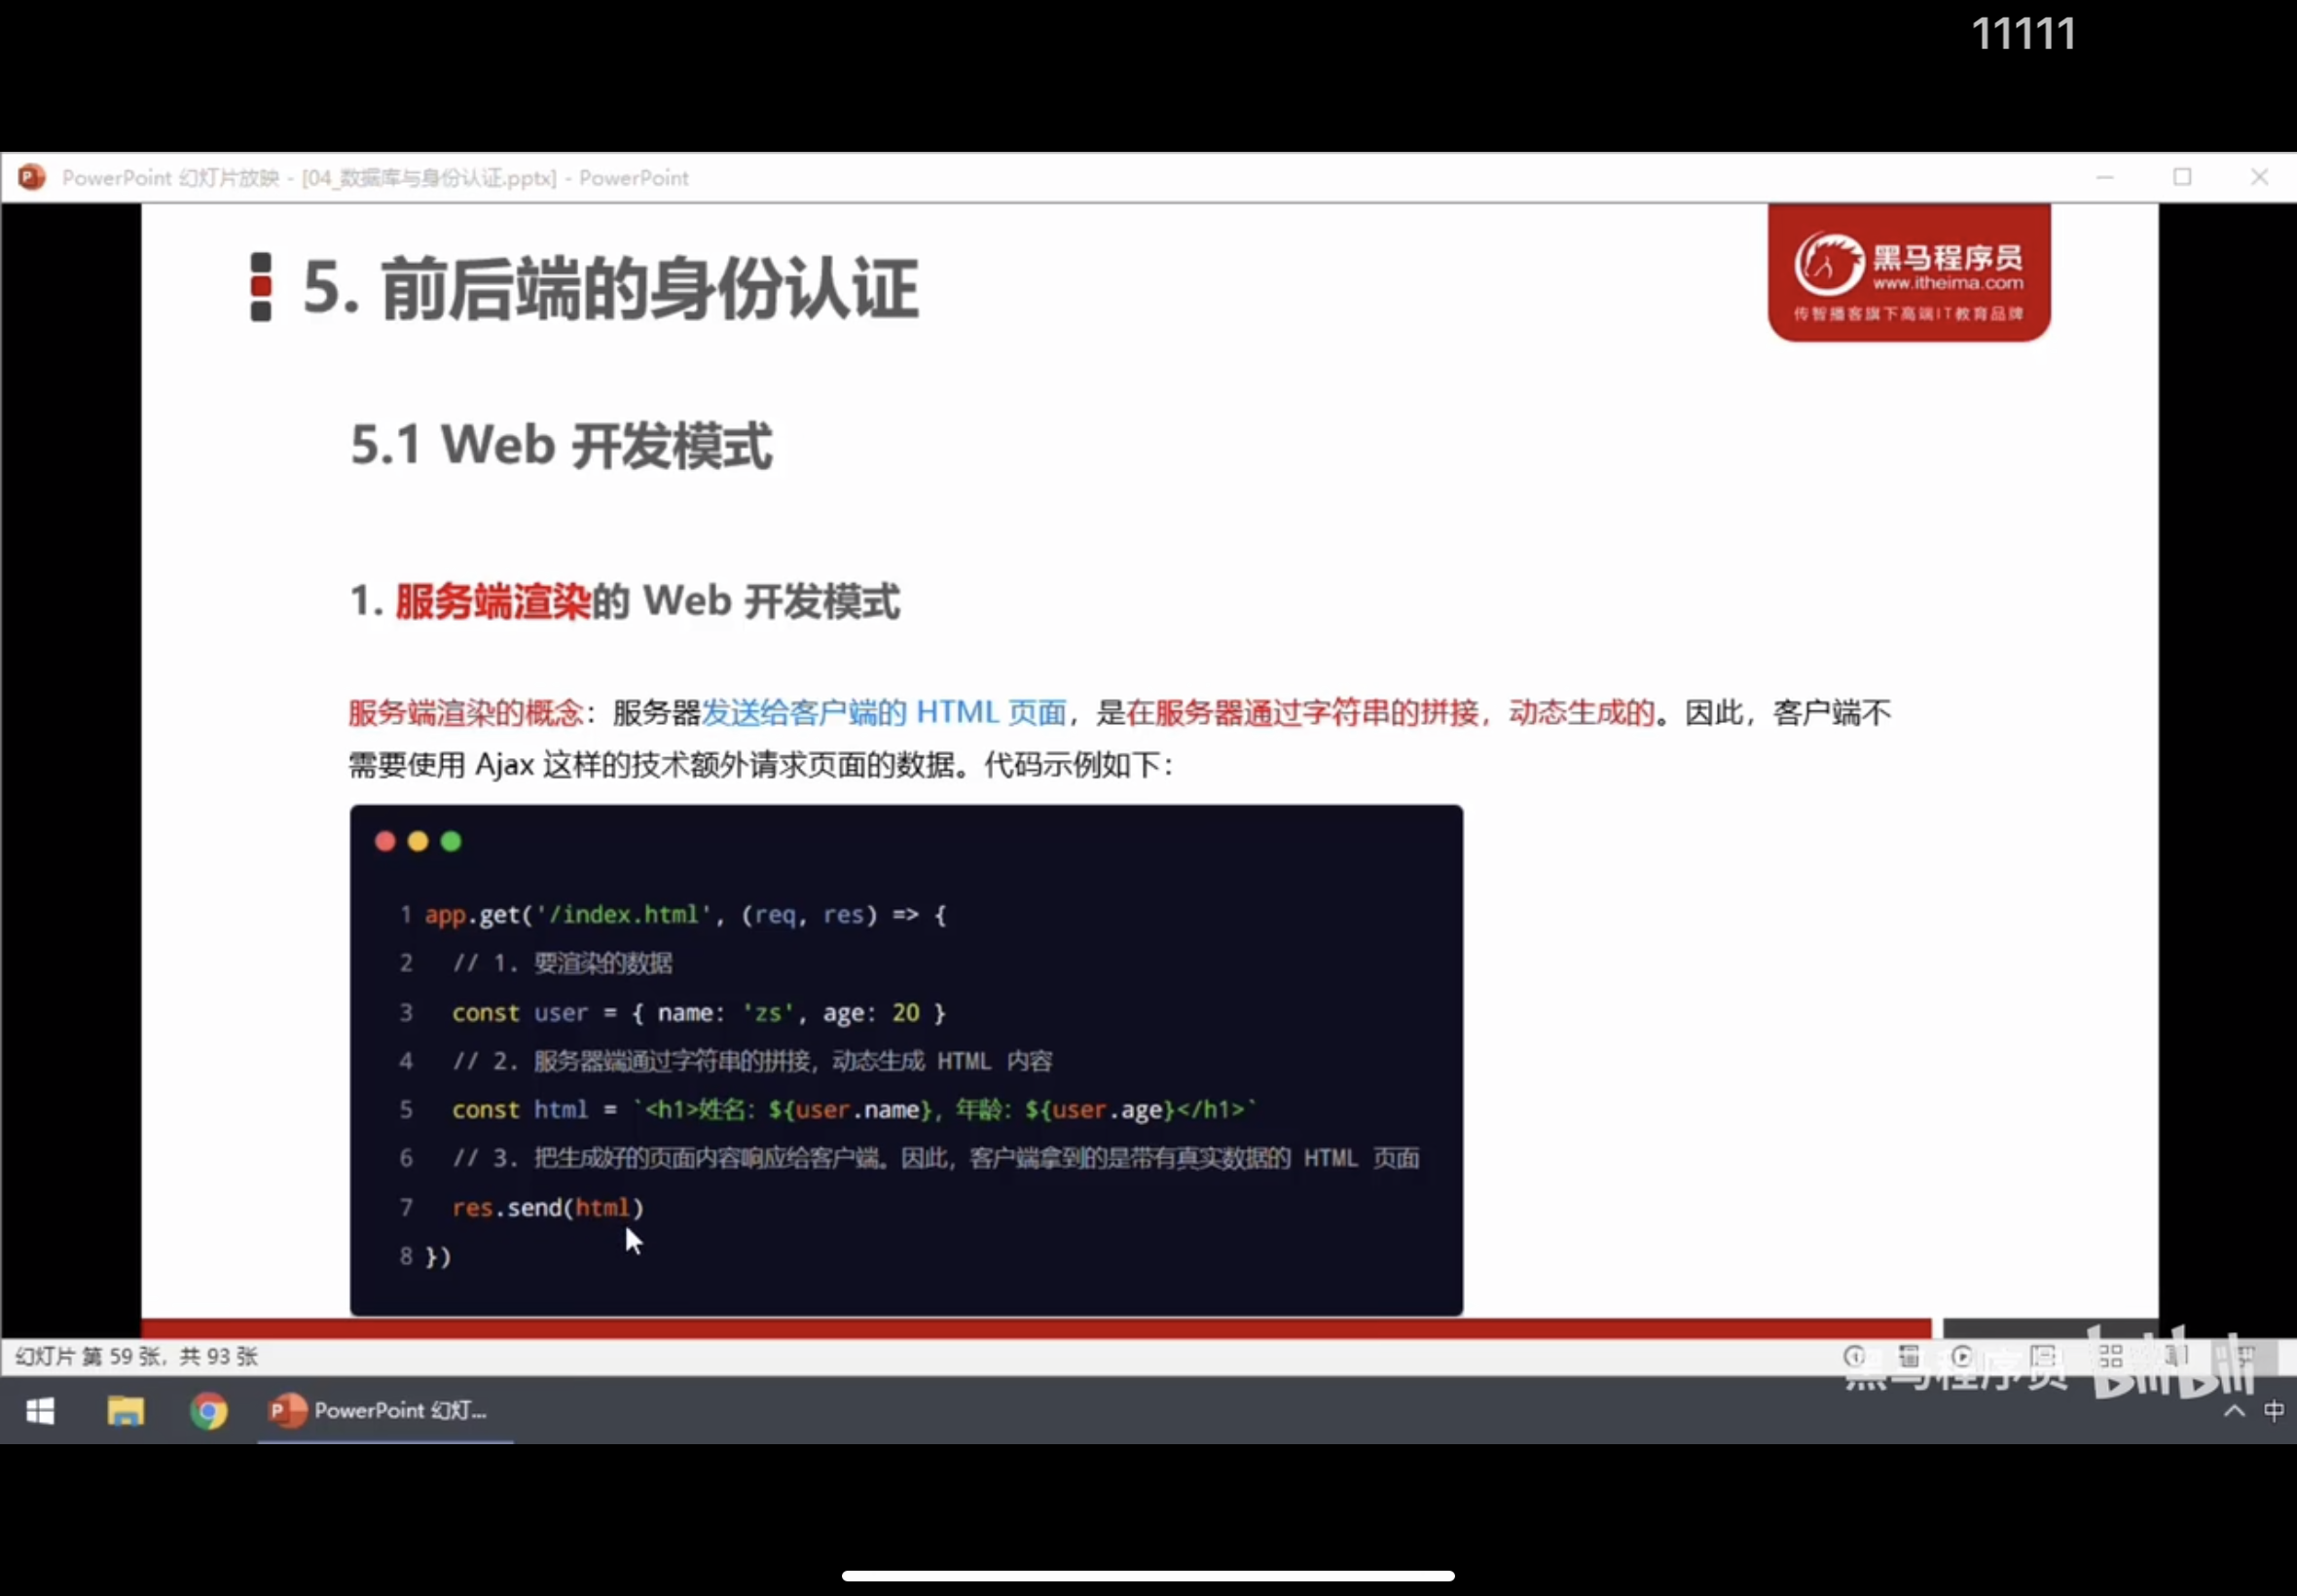 11111
PowerPoint 幻灯片放映 - [04_数据库与身份认证.pptx] - PowerPoint
黑马程序员
www.itheima.com
传智播客旗下高端IT教育品牌
5. 前后端的身份认证
5.1 Web 开发模式
1. 服务端渲染的 Web 开发模式
服务端渲染的概念：服务器发送给客户端的 HTML 页面，是在服务器通过字符串的拼接，动态生成的。因此，客户端不
需要使用 Ajax 这样的技术额外请求页面的数据。代码示例如下：
1 app.get('/index.html', (req, res) => {
2   // 1. 要渲染的数据
3   const user = { name: 'zs', age: 20 }
4   // 2. 服务器端通过字符串的拼接，动态生成 HTML 内容
5   const html = `<h1>姓名：${user.name}，年龄：${user.age}</h1>`
6   // 3. 把生成好的页面内容响应给客户端。因此，客户端拿到的是带有真实数据的 HTML 页面
7   res.send(html)
8 })
幻灯片 第 59 张，共 93 张
黑马程序员 bilibili
PowerPoint 幻灯...
中